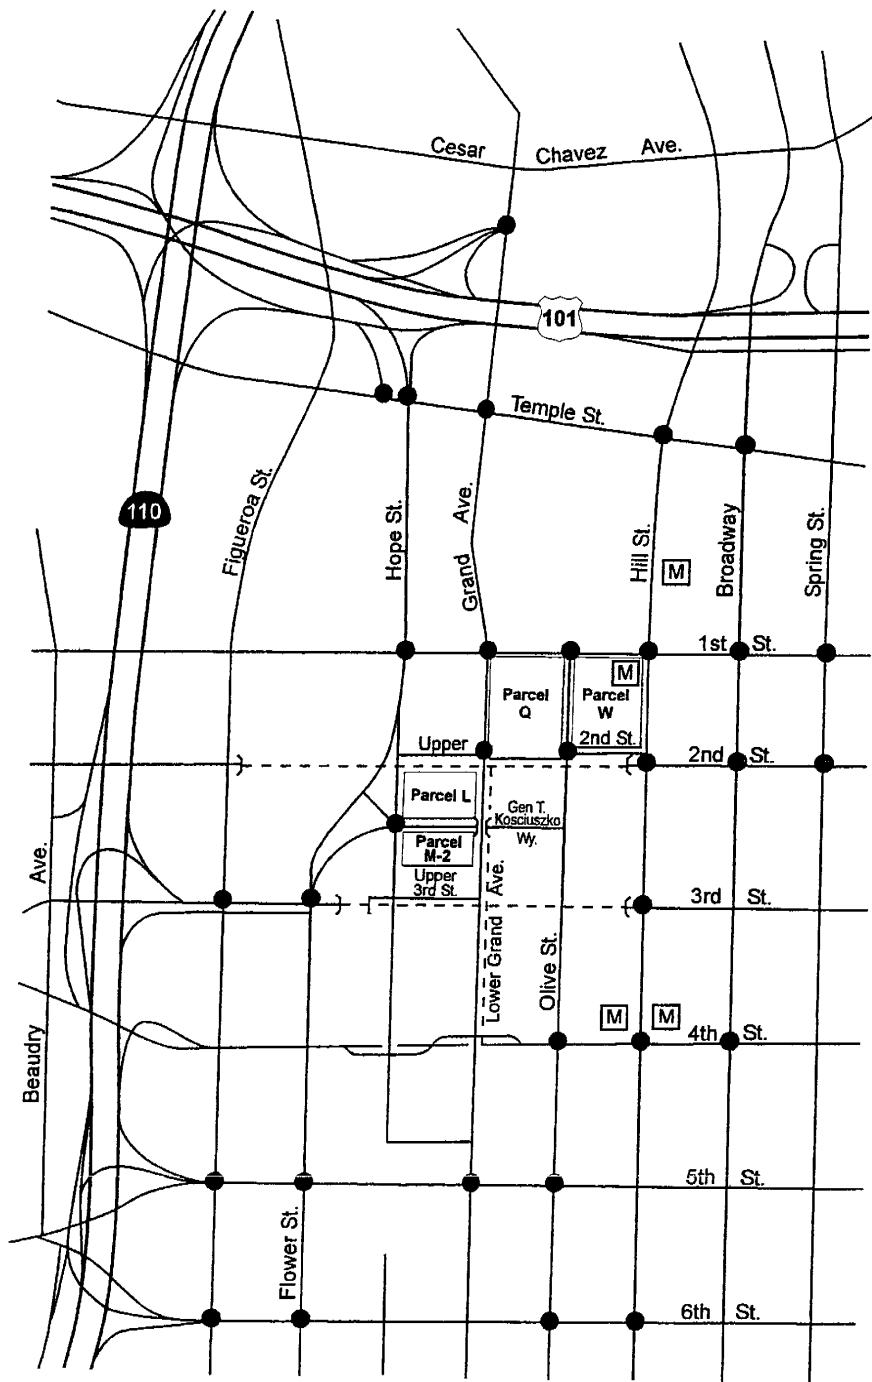 Cesar Chavez Ave.
101
Temple St.
110
Figueroa St.
Hope St.
Grand Ave.
Hill St.
M
Broadway
Spring St.
1st St.
Parcel
Q
M
Parcel
W
Upper
2nd St.
2nd St.
Parcel L
Gen T.
Kosciuszko
Wy.
Parcel
M-2
Upper
3rd St.
3rd St.
Ave.
Beaudry
Lower Grand Ave.
Olive St.
M
M
4th St.
5th St.
Flower St.
6th St.